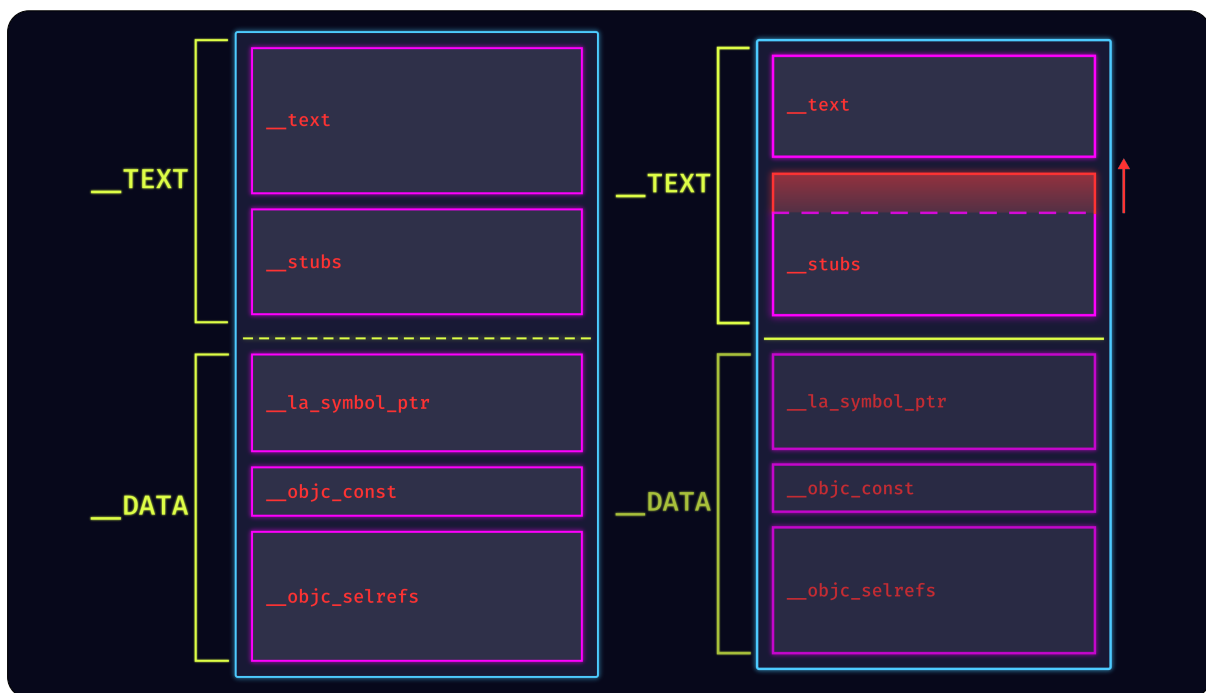 __TEXT
__text
__stubs
__DATA
__la_symbol_ptr
__objc_const
__objc_selrefs
__TEXT
__text
__stubs
__DATA
__la_symbol_ptr
__objc_const
__objc_selrefs